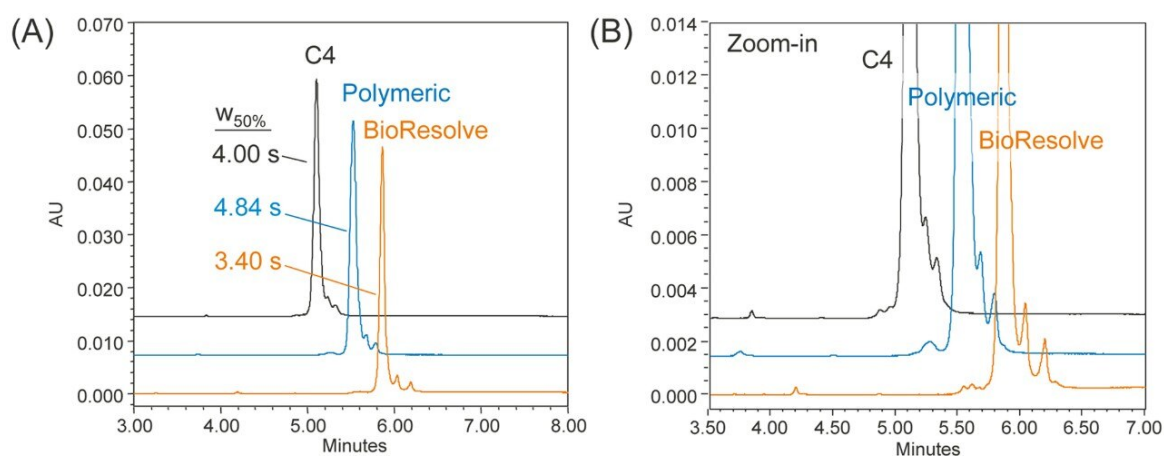 (A)
0.070
0.060
0.050
0.040
0.030
0.020
0.010
0.000
AU
C4
Polymeric
BioResolve
w50%
4.00 s
4.84 s
3.40 s
3.00 4.00 5.00 6.00 7.00 8.00
Minutes
(B)
0.014
0.012
0.010
0.008
0.006
0.004
0.002
0.000
AU
Zoom-in
C4
Polymeric
BioResolve
3.50 4.00 4.50 5.00 5.50 6.00 6.50 7.00
Minutes